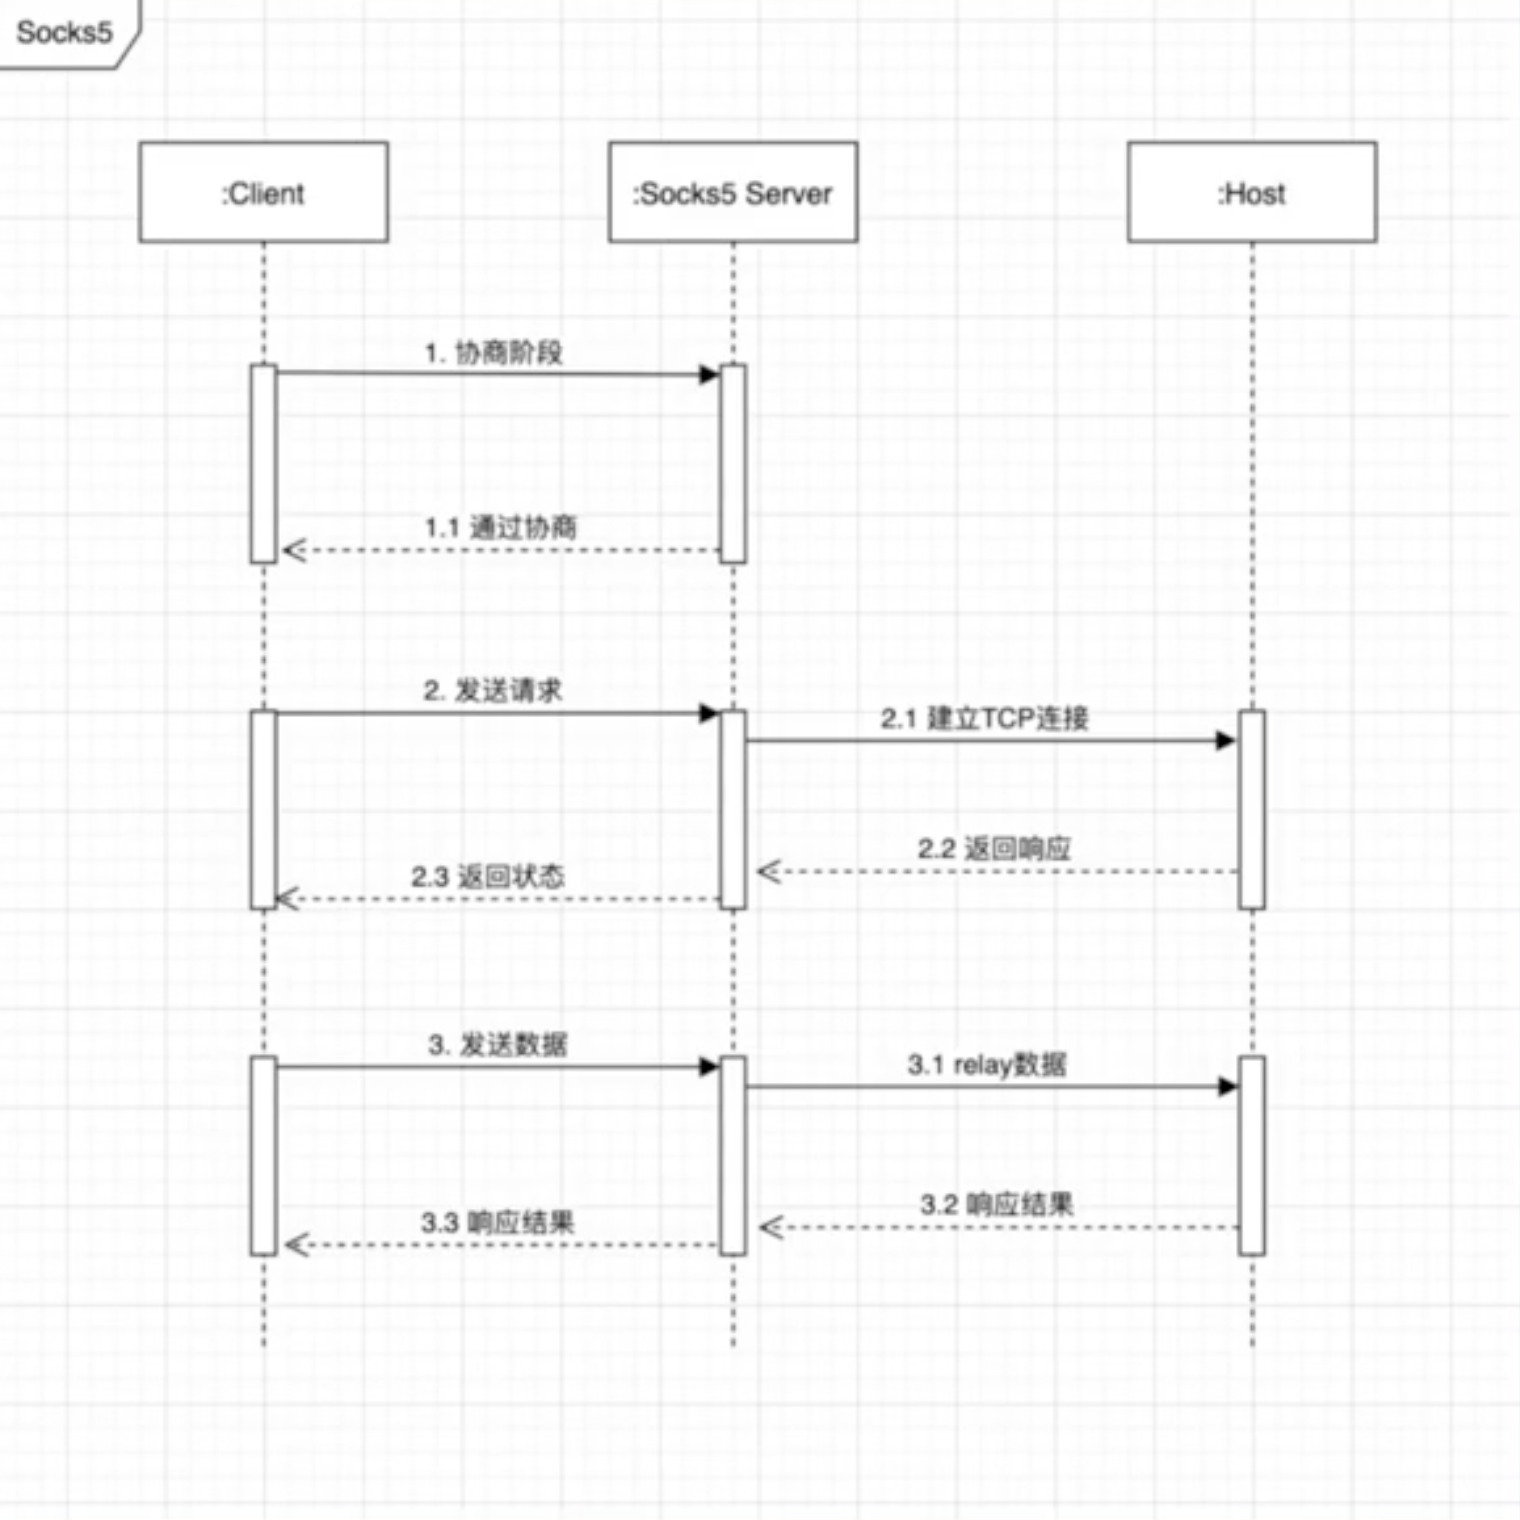 Socks5
:Client
:Socks5 Server
:Host
1. 协商阶段
1.1 通过协商
2. 发送请求
2.1 建立TCP连接
2.2 返回响应
2.3 返回状态
3. 发送数据
3.1 relay数据
3.2 响应结果
3.3 响应结果